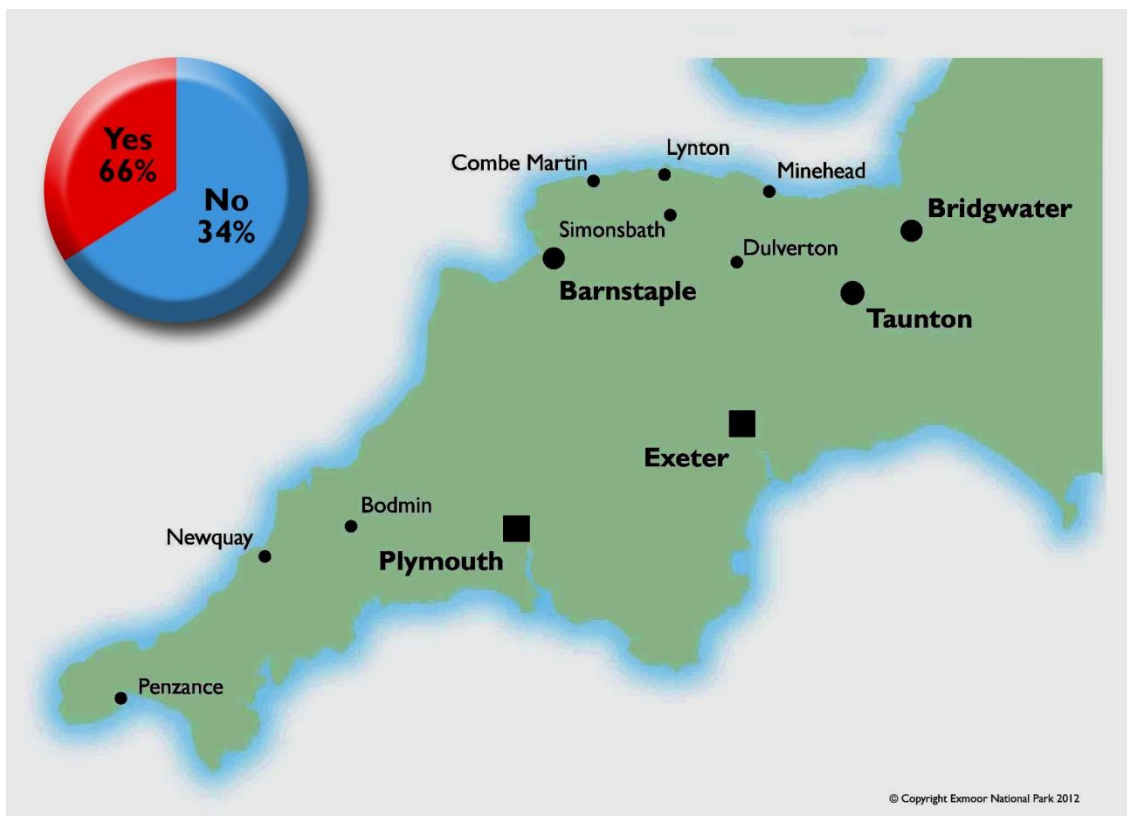 Yes
66%
No
34%
Lynton
Combe Martin
Minehead
Bridgwater
Simonsbath
Dulverton
Barnstaple
Taunton
Exeter
Bodmin
Newquay
Plymouth
Penzance
© Copyright Exmoor National Park 2012